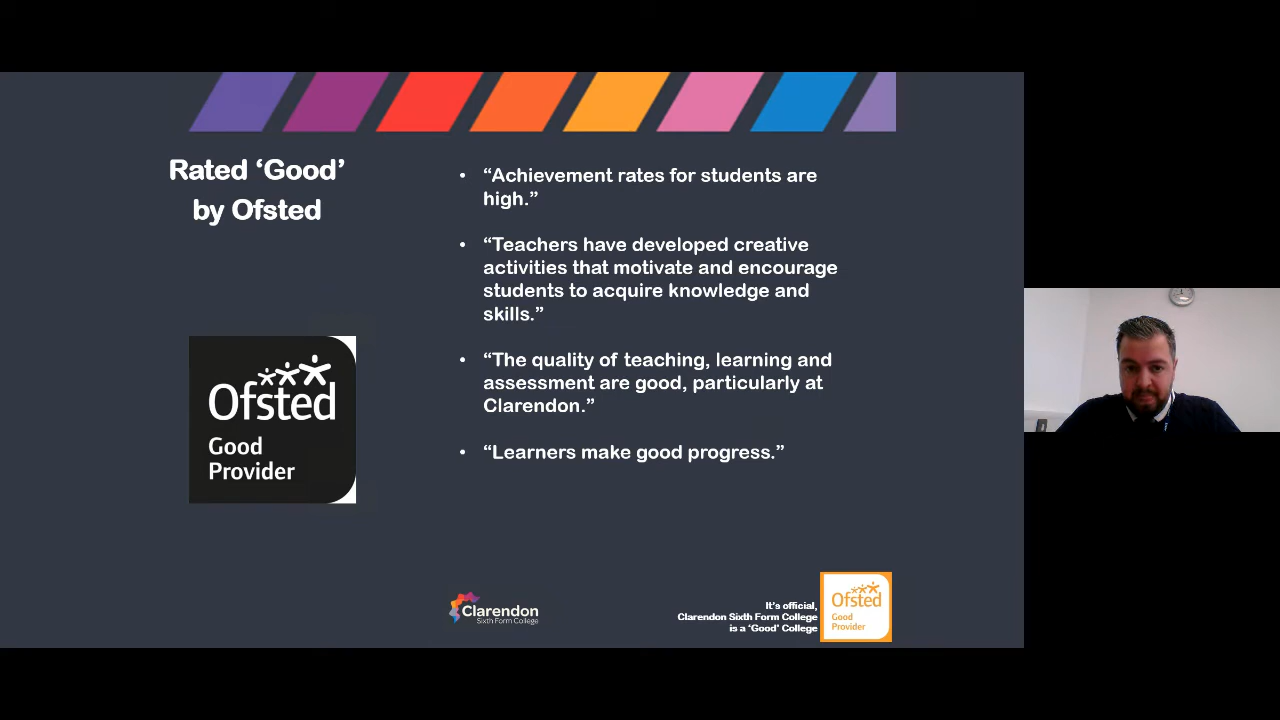 Rated ‘Good’
by Ofsted
• “Achievement rates for students are
high.”
• “Teachers have developed creative
activities that motivate and encourage
students to acquire knowledge and
skills.”
• “The quality of teaching, learning and
assessment are good, particularly at
Clarendon.”
• “Learners make good progress.”
Ofsted
Good
Provider
Clarendon
Sixth Form College
It’s official,
Clarendon Sixth Form College
is a ‘Good’ College
Ofsted
Good
Provider